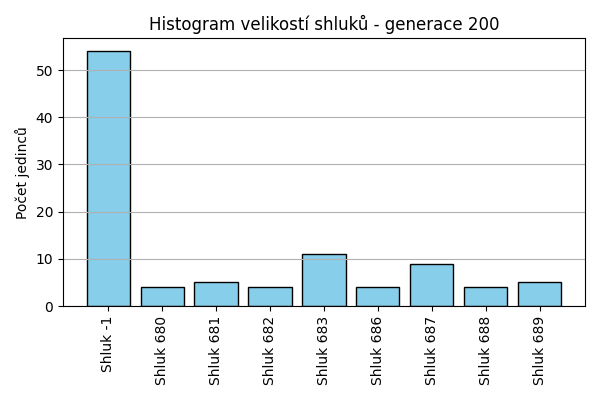 Histogram velikostí shluků - generace 200
Počet jedinců
50
40
30
20
10
0
Shluk -1
Shluk 680
Shluk 681
Shluk 682
Shluk 683
Shluk 686
Shluk 687
Shluk 688
Shluk 689